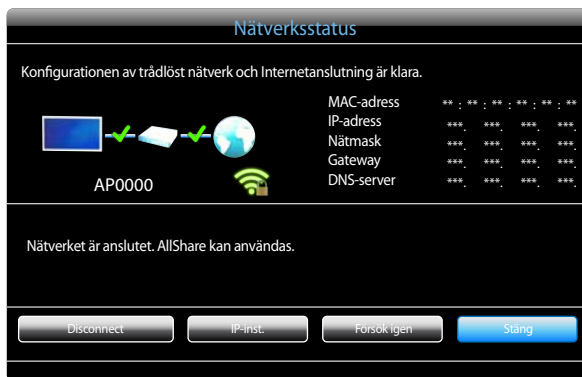 Nätverksstatus
Konfigurationen av trådlöst nätverk och Internetanslutning är klara.
MAC-adress ** : ** : ** : ** : ** : **
IP-adress ***. ***. ***. ***.
Nätmask ***. ***. ***. ***.
Gateway ***. ***. ***. ***.
DNS-server ***. ***. ***. ***.
AP0000
Nätverket är anslutet. AllShare kan användas.
Disconnect IP-inst. Försök igen Stäng